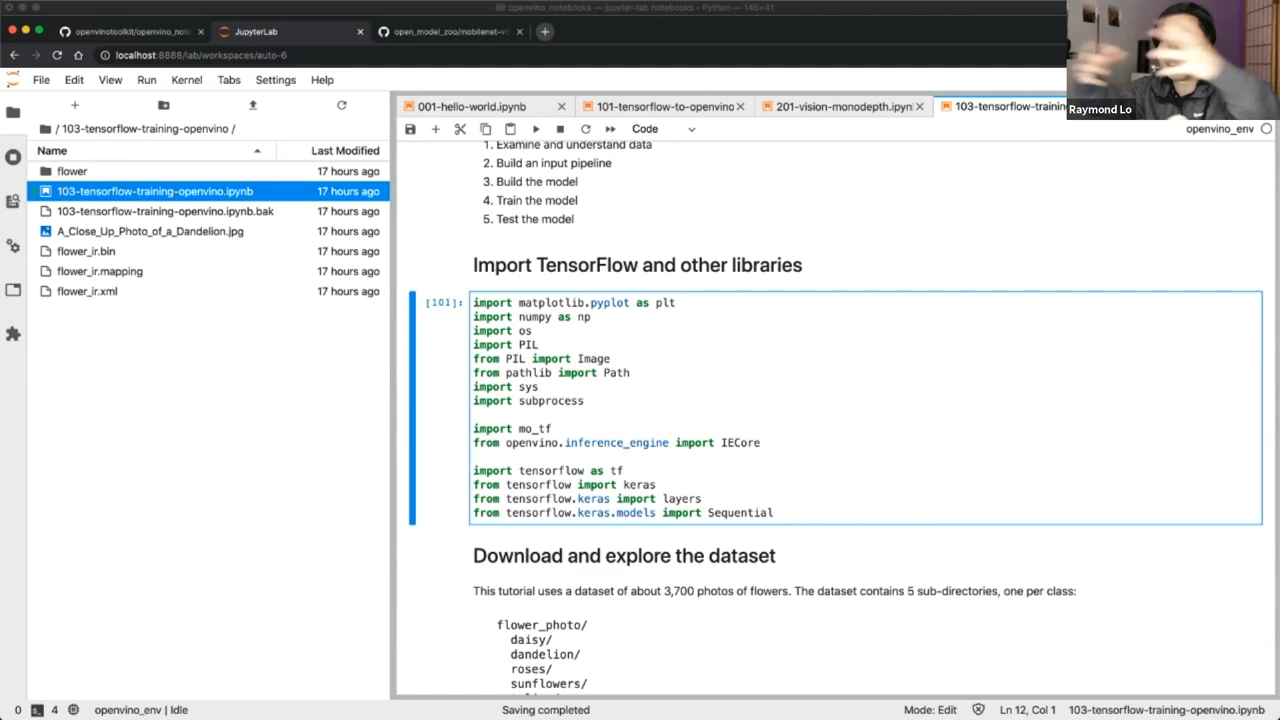 openvino_notebooks — jupyter-lab notebooks - Python — 146×41
openvinotoolkit/openvino_note
JupyterLab
open_model_zoo/mobilenet-v3
localhost:8888/lab/workspaces/auto-6
File Edit View Run Kernel Tabs Settings Help
Raymond Lo
/ 103-tensorflow-training-openvino /
Name Last Modified
flower 17 hours ago
103-tensorflow-training-openvino.ipynb 17 hours ago
103-tensorflow-training-openvino.ipynb.bak 17 hours ago
A_Close_Up_Photo_of_a_Dandelion.jpg 17 hours ago
flower_ir.bin 17 hours ago
flower_ir.mapping 17 hours ago
flower_ir.xml 17 hours ago
001-hello-world.ipynb
101-tensorflow-to-openvino
201-vision-monodepth.ipyn
103-tensorflow-training
Code
openvino_env
1. Examine and understand data
2. Build an input pipeline
3. Build the model
4. Train the model
5. Test the model
Import TensorFlow and other libraries
[101]:
import matplotlib.pyplot as plt
import numpy as np
import os
import PIL
from PIL import Image
from pathlib import Path
import sys
import subprocess
import mo_tf
from openvino.inference_engine import IECore
import tensorflow as tf
from tensorflow import keras
from tensorflow.keras import layers
from tensorflow.keras.models import Sequential
Download and explore the dataset
This tutorial uses a dataset of about 3,700 photos of flowers. The dataset contains 5 sub-directories, one per class:
flower_photo/
daisy/
dandelion/
roses/
sunflowers/
0 4 openvino_env | Idle
Saving completed
Mode: Edit Ln 12, Col 1 103-tensorflow-training-openvino.ipynb